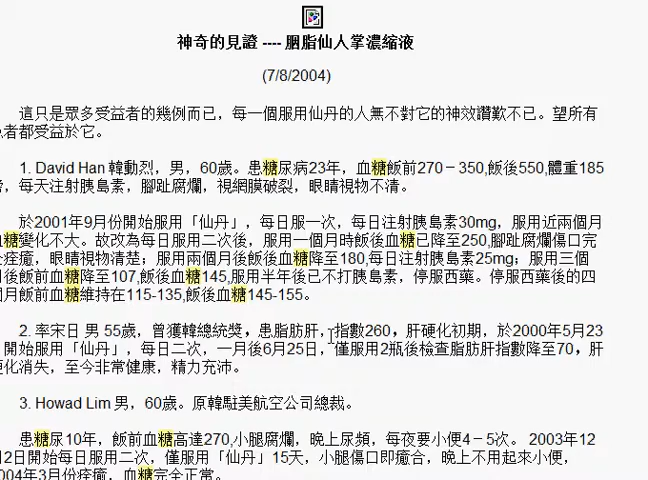 神奇的見證 ---- 胭脂仙人掌濃縮液
(7/8/2004)
這只是眾多受益者的幾例而已，每一個服用仙丹的人無不對它的神效讚歎不已。望所有
者都受益於它。
1. David Han 韓動烈，男，60歲。患糖尿病23年，血糖飯前270－350,飯後550,體重185
，每天注射胰島素，腳趾腐爛，視網膜破裂，眼睛視物不清。
於2001年9月份開始服用「仙丹」，每日服一次，每日注射胰島素30mg，服用近兩個月
糖變化不大。故改為每日服用二次後，服用一個月時飯後血糖已降至250,腳趾腐爛傷口完
痊癒，眼睛視物清楚；服用兩個月後飯後血糖降至180,每日注射胰島素25mg；服用三個
後飯前血糖降至107,飯後血糖145,服用半年後已不打胰島素，停服西藥。停服西藥後的四
月飯前血糖維持在115-135,飯後血糖145-155。
2. 率宋日 男 55歲，曾獲韓總統獎，患脂肪肝，指數260，肝硬化初期，於2000年5月23
開始服用「仙丹」，每日二次，一月後6月25日，僅服用2瓶後檢查脂肪肝指數降至70，肝
化消失，至今非常健康，精力充沛。
3. Howad Lim 男，60歲。原韓駐美航空公司總裁。
患糖尿10年，飯前血糖高達270,小腿腐爛，晚上尿頻，每夜要小便4－5次。 2003年12
2日開始每日服用二次，僅服用「仙丹」15天，小腿傷口即癒合，晚上不用起來小便，
004年3月份痊癒，血糖完全正常。